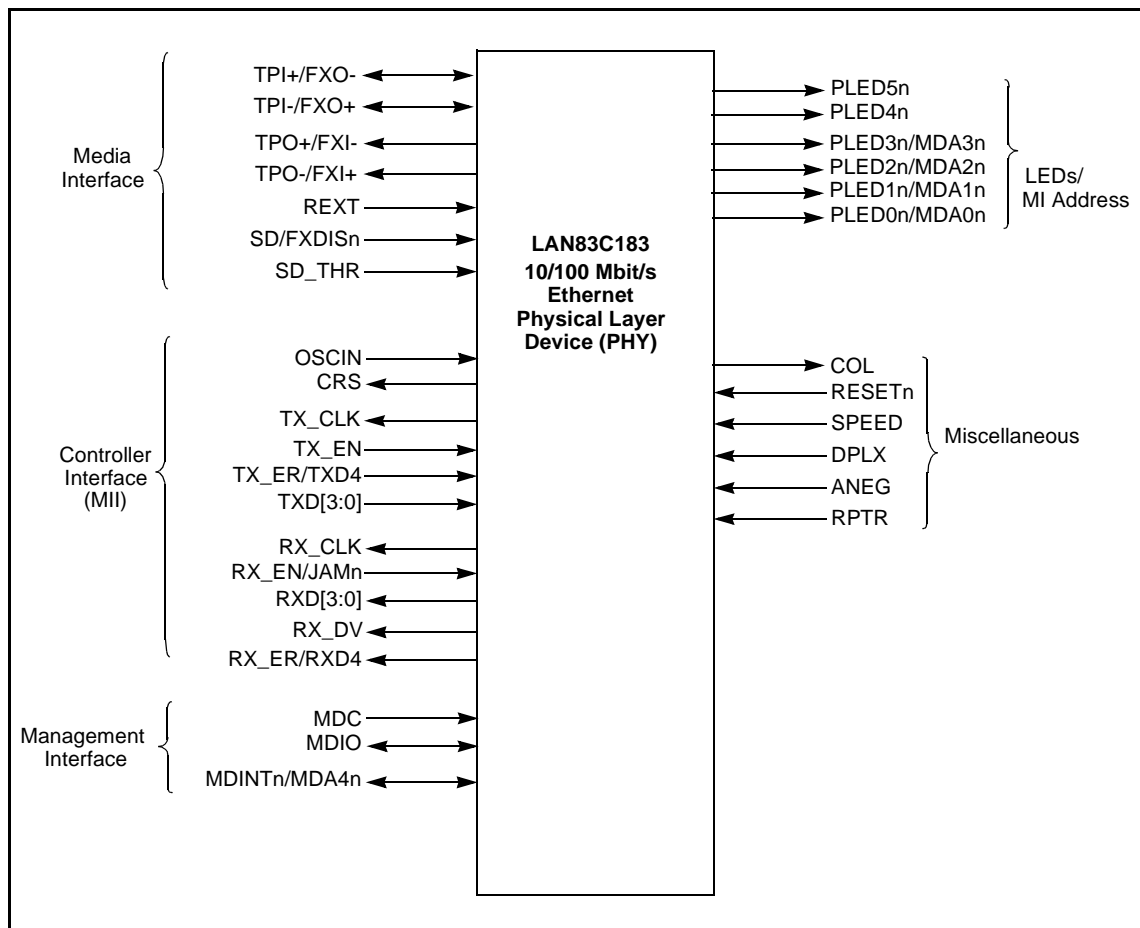 TPI+/FXO-
TPI-/FXO+
TPO+/FXI-
TPO-/FXI+
REXT
SD/FXDISn
SD_THR
Media
Interface
OSCIN
CRS
TX_CLK
TX_EN
TX_ER/TXD4
TXD[3:0]
RX_CLK
RX_EN/JAMn
RXD[3:0]
RX_DV
RX_ER/RXD4
Controller
Interface
(MII)
MDC
MDIO
MDINTn/MDA4n
Management
Interface
LAN83C183
10/100 Mbit/s
Ethernet
Physical Layer
Device (PHY)
PLED5n
PLED4n
PLED3n/MDA3n
PLED2n/MDA2n
PLED1n/MDA1n
PLED0n/MDA0n
LEDs/
MI Address
COL
RESETn
SPEED
DPLX
ANEG
RPTR
Miscellaneous